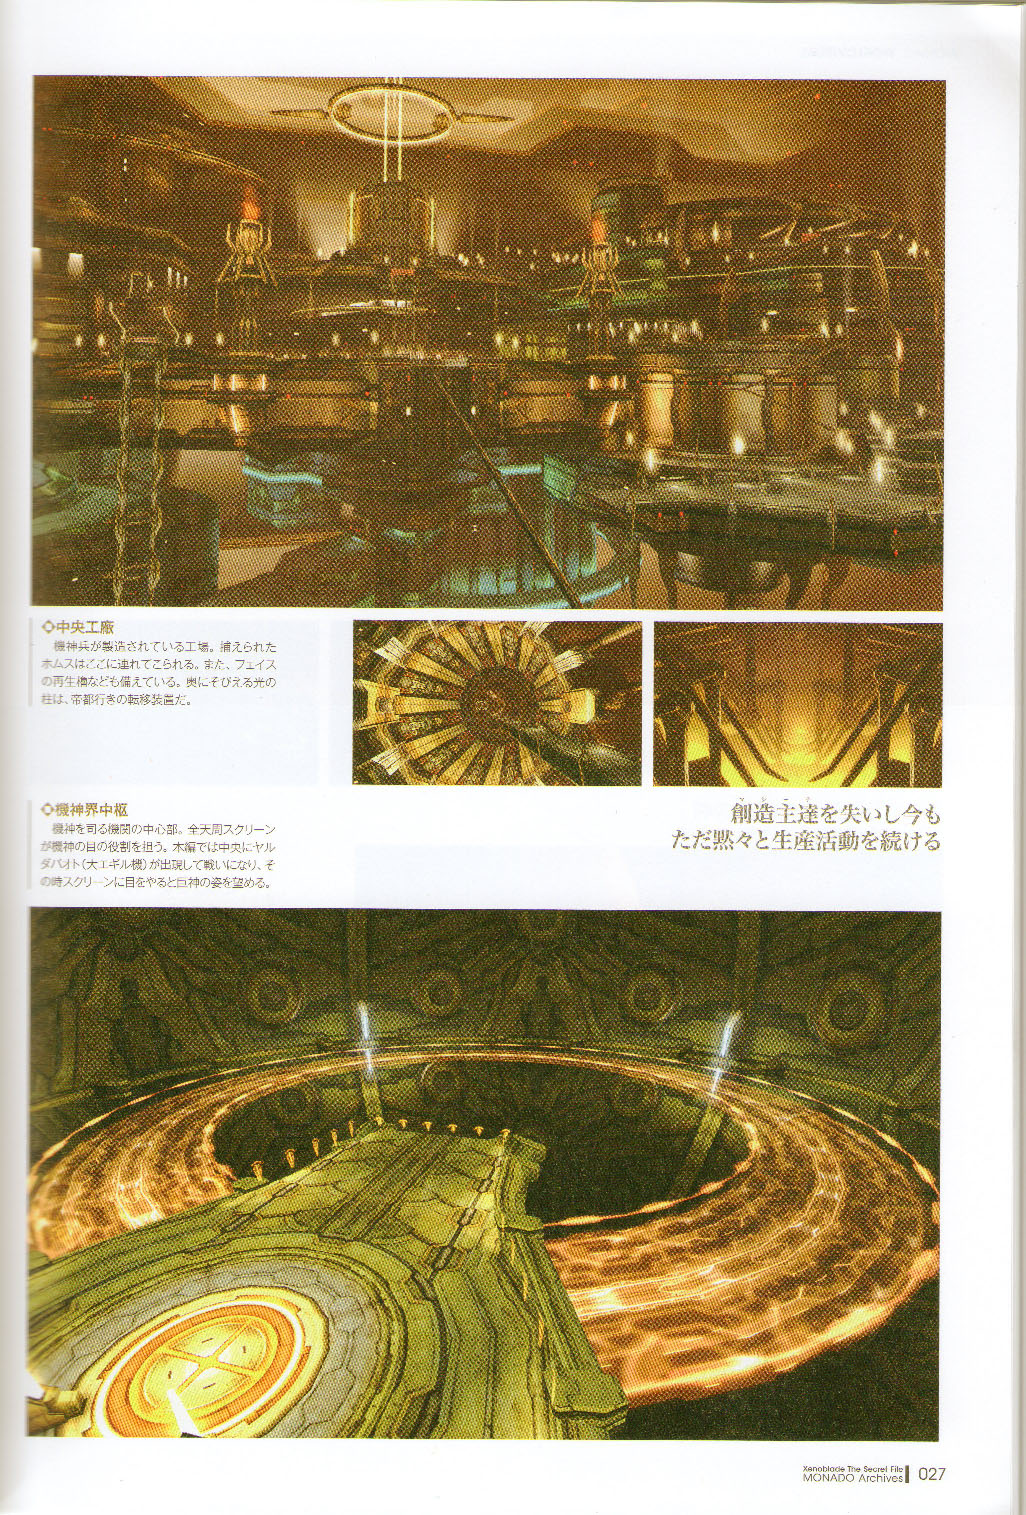 ◇中央工廠
機神兵が製造されている工場。捕えられた
ホムスはここに連れてこられる。また、フェイス
の再生槽なども備えている。奥にそびえる光の
柱は、帝都行きの転移装置だ。
創造主達を失いし今も
ただ黙々と生産活動を続ける
◇機神界中枢
機神を司る機関の中心部。全天周スクリーン
が機神の目の役割を担う。本編では中央にヤル
ダバオト(大エギル機)が出現して戦いになり、そ
の時スクリーンに目をやると巨神の姿を望める。
Xenoblade The Secret File
MONADO Archives 027